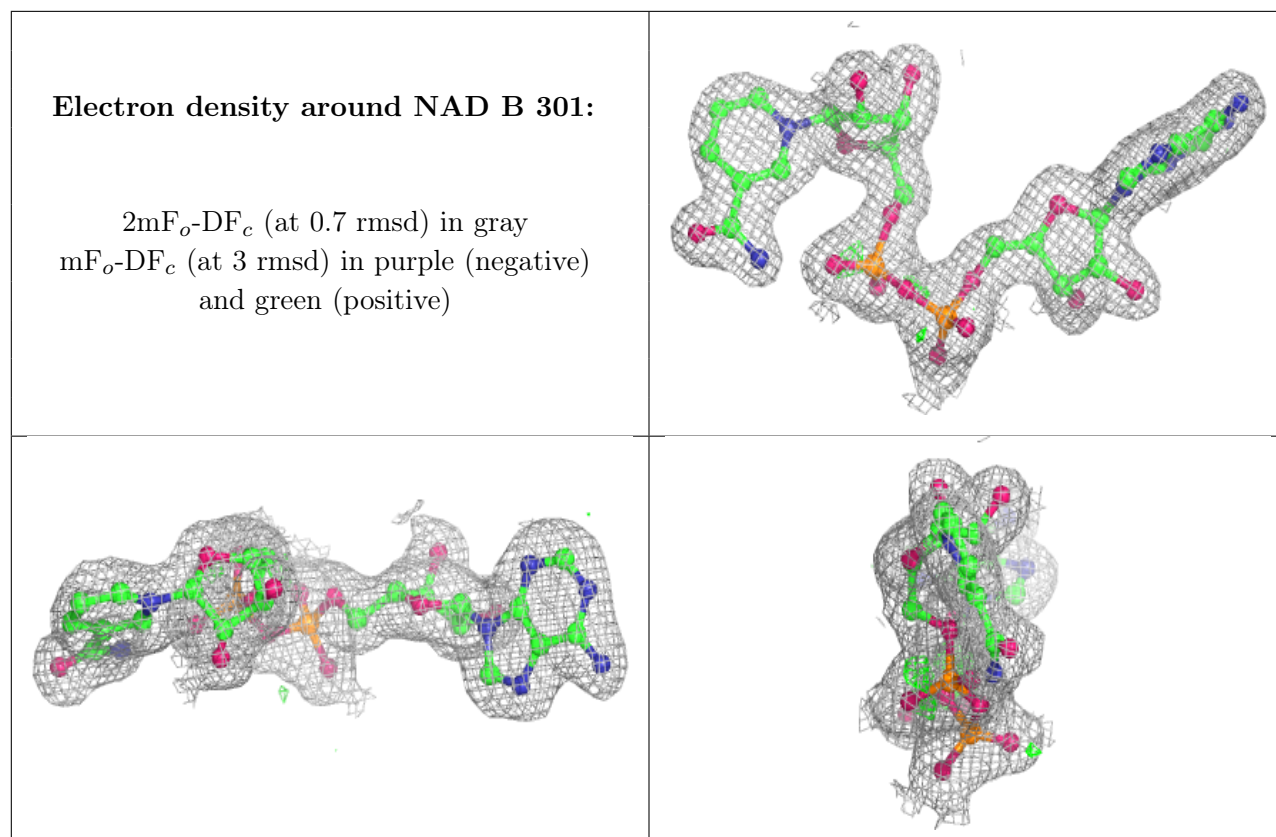 Electron density around NAD B 301:
2mFo-DFc (at 0.7 rmsd) in gray
mFo-DFc (at 3 rmsd) in purple (negative)
and green (positive)